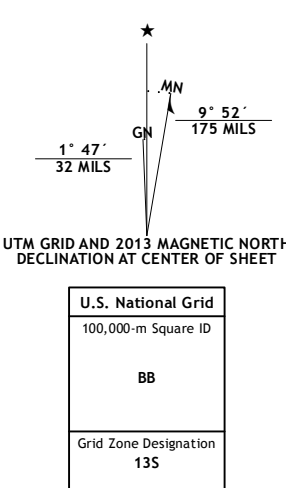 ★
MN
GN
9° 52´
175 MILS
1° 47´
32 MILS
UTM GRID AND 2013 MAGNETIC NORTH
DECLINATION AT CENTER OF SHEET
U.S. National Grid
100,000-m Square ID
BB
Grid Zone Designation
13S